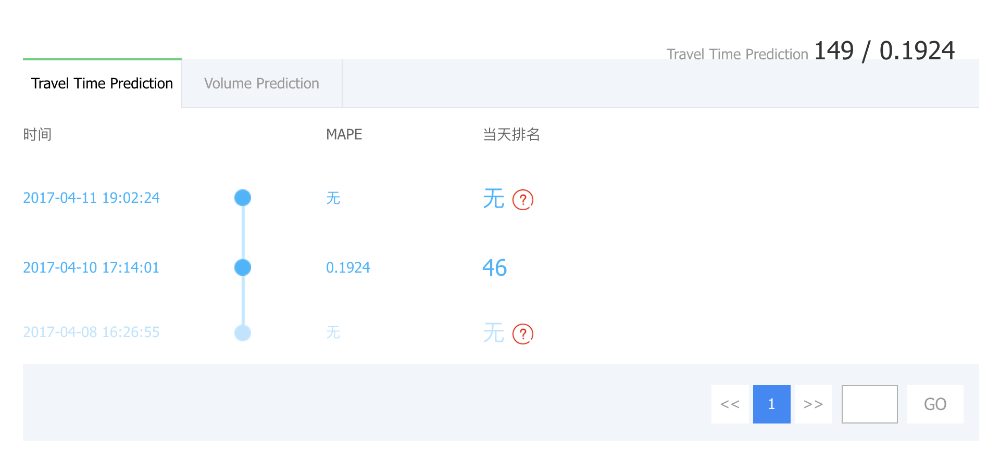 Travel Time Prediction 149 / 0.1924
Travel Time Prediction Volume Prediction
时间 MAPE 当天排名
2017-04-11 19:02:24 无 无 ?
2017-04-10 17:14:01 0.1924 46
2017-04-08 16:26:55 无 无 ?
<< 1 >> GO